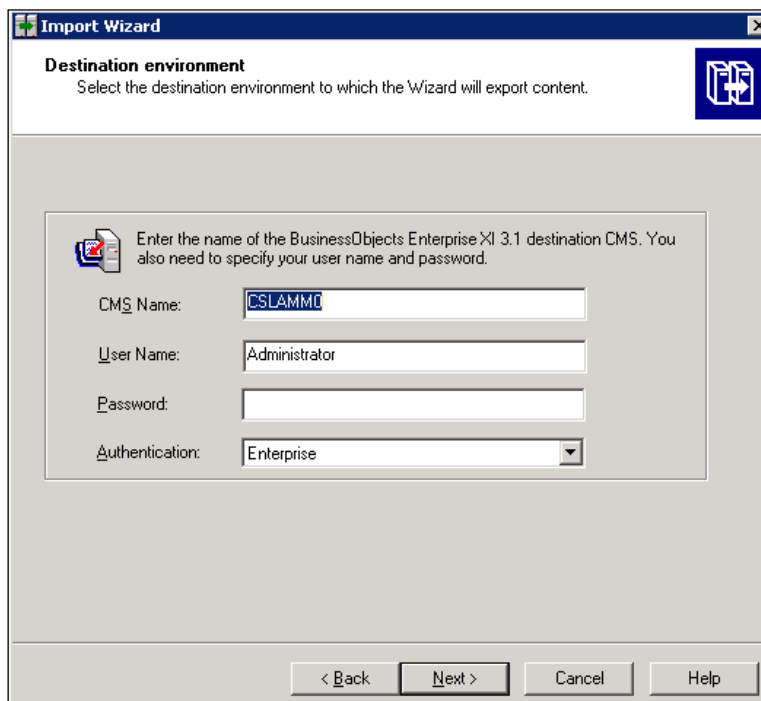 Import Wizard
Destination environment
Select the destination environment to which the Wizard will export content.
Enter the name of the BusinessObjects Enterprise XI 3.1 destination CMS. You
also need to specify your user name and password.
CMS Name:
CSLAMM0
User Name:
Administrator
Password:
Authentication:
Enterprise
< Back
Next >
Cancel
Help